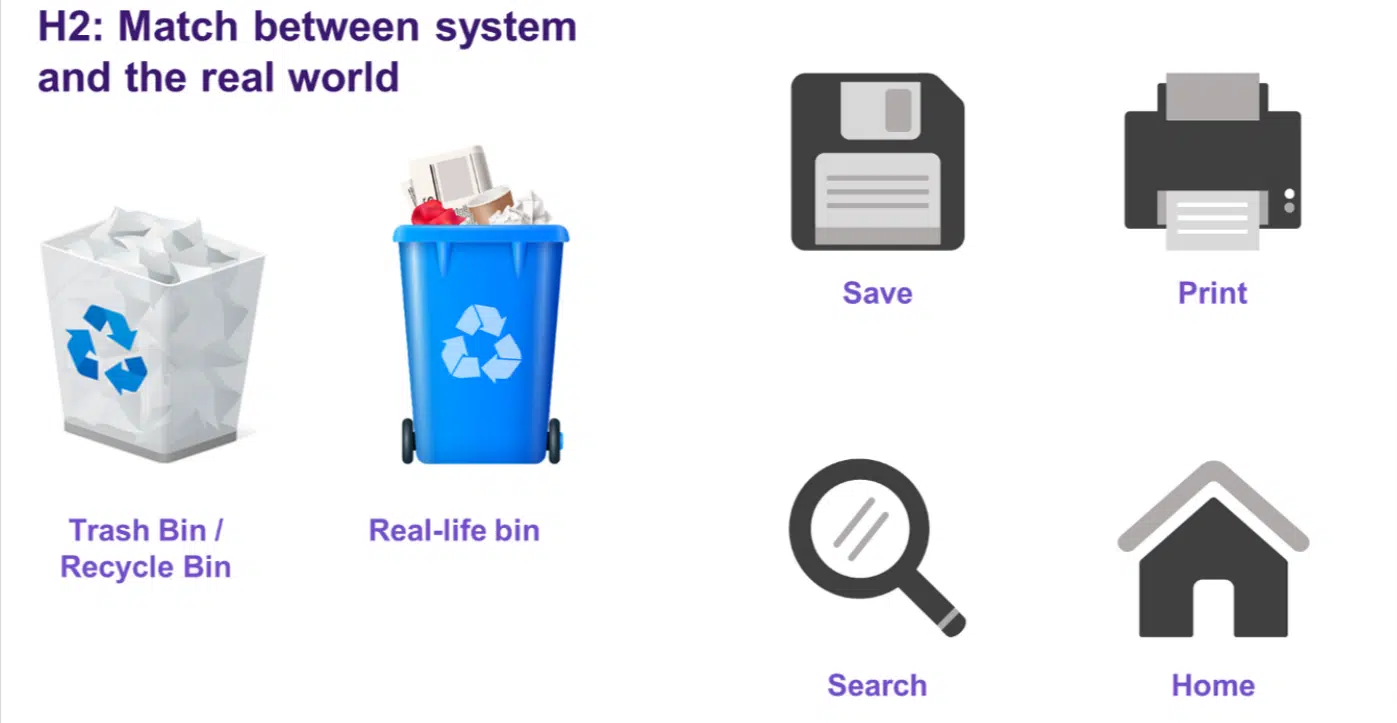 H2: Match between system
and the real world
Trash Bin /
Recycle Bin
Real-life bin
Save
Print
Search
Home